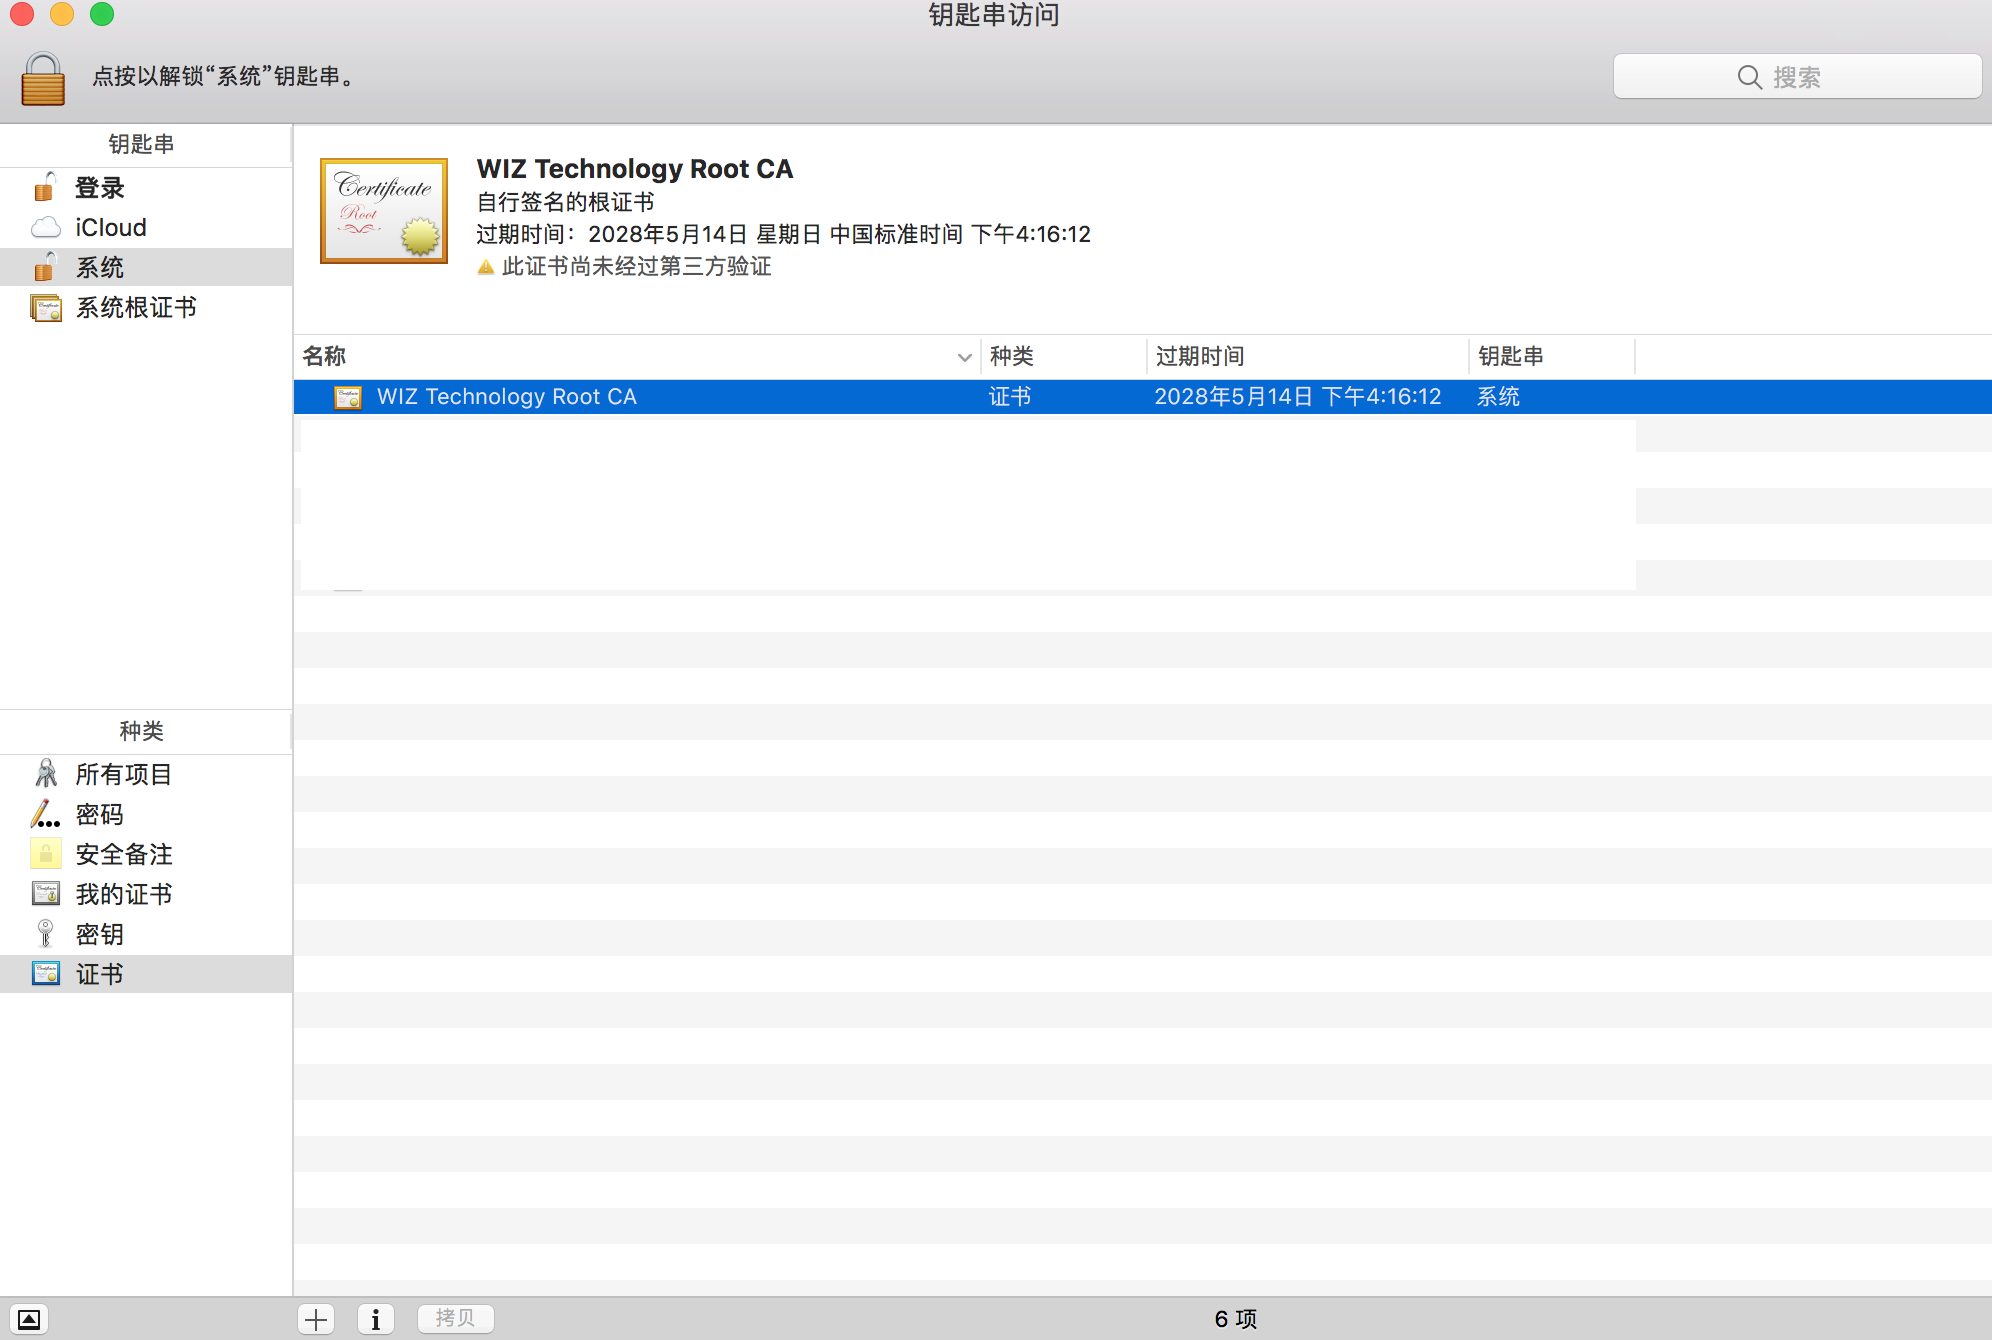 钥匙串访问
点按以解锁“系统”钥匙串。
搜索
钥匙串
登录
iCloud
系统
系统根证书
Certificate
Root
WIZ Technology Root CA
自行签名的根证书
过期时间：2028年5月14日 星期日 中国标准时间 下午4:16:12
此证书尚未经过第三方验证
名称 种类 过期时间 钥匙串
WIZ Technology Root CA 证书 2028年5月14日 下午4:16:12 系统
种类
所有项目
密码
安全备注
我的证书
密钥
证书
拷贝
6 项